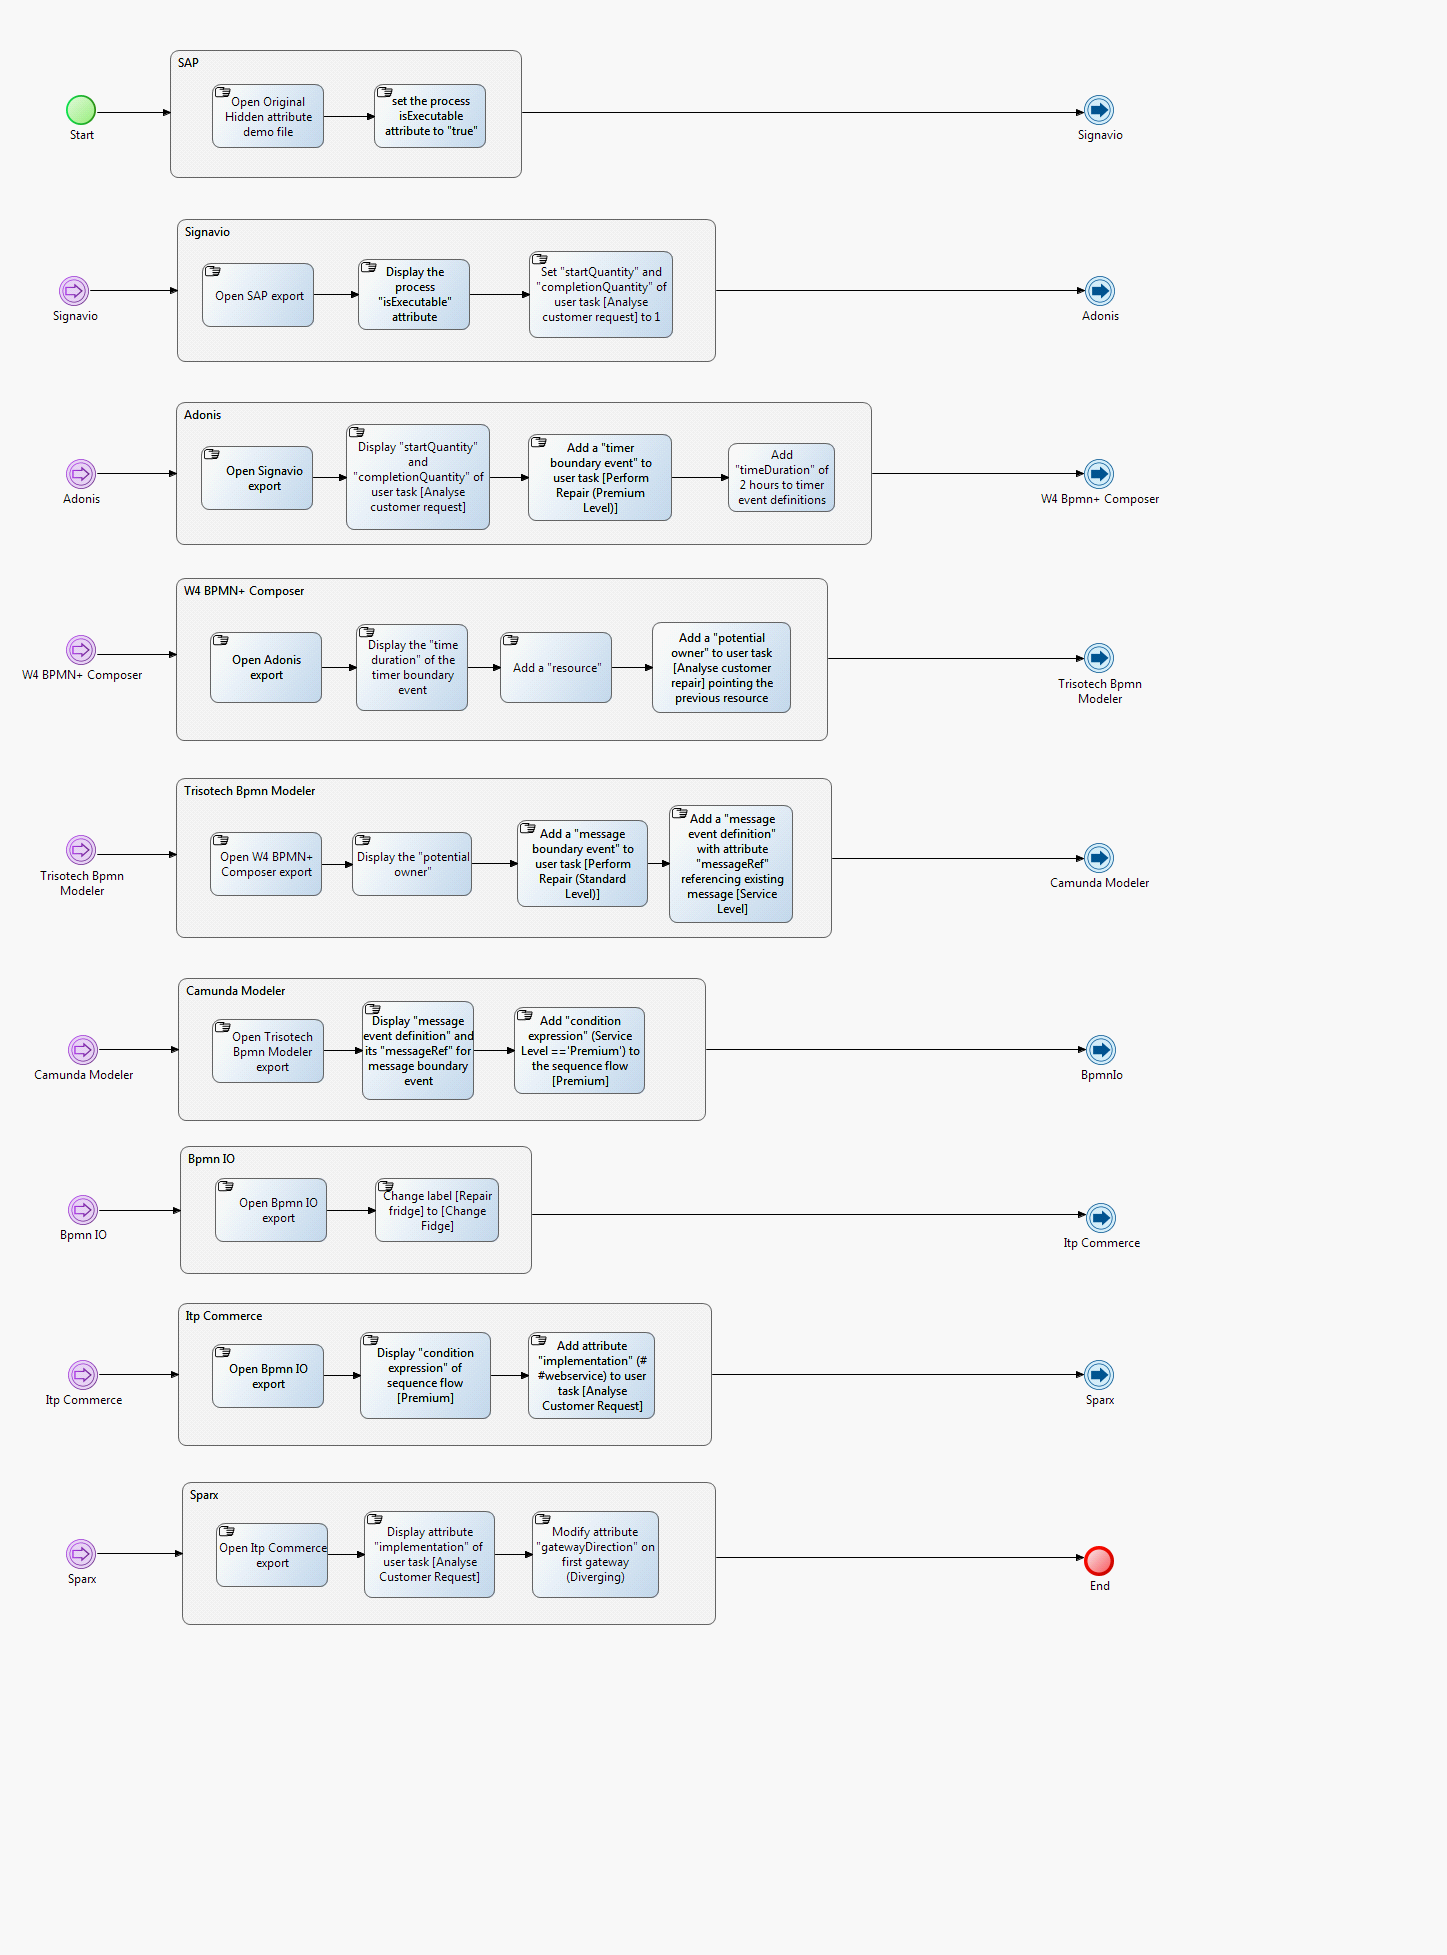 SAP
Open Original
Hidden attribute
demo file
set the process
isExecutable
attribute to "true"
Start
Signavio
Signavio
Open SAP export
Display the
process
"isExecutable"
attribute
Set "startQuantity" and
"completionQuantity" of
user task [Analyse
customer request] to 1
Signavio
Adonis
Adonis
Open Signavio
export
Display "startQuantity"
and
"completionQuantity" of
user task [Analyse
customer request]
Add a "timer
boundary event" to
user task [Perform
Repair (Premium
Level)]
Add
"timeDuration" of
2 hours to timer
event definitions
Adonis
W4 Bpmn+ Composer
W4 BPMN+ Composer
Open Adonis
export
Display the "time
duration" of the
timer boundary
event
Add a "resource"
Add a "potential
owner" to user task
[Analyse customer
repair] pointing the
previous resource
W4 BPMN+ Composer
Trisotech Bpmn
Modeler
Trisotech Bpmn Modeler
Open W4 BPMN+
Composer export
Display the "potential
owner"
Add a "message
boundary event" to
user task [Perform
Repair (Standard
Level)]
Add a "message
event definition"
with attribute
"messageRef"
referencing existing
message [Service
Level]
Trisotech Bpmn
Modeler
Camunda Modeler
Camunda Modeler
Open Trisotech
Bpmn Modeler
export
Display "message
event definition" and
its "messageRef" for
message boundary
event
Add "condition
expression" (Service
Level =='Premium') to
the sequence flow
[Premium]
Camunda Modeler
BpmnIo
Bpmn IO
Open Bpmn IO
export
Change label [Repair
fridge] to [Change
Fidge]
Bpmn IO
Itp Commerce
Itp Commerce
Open Bpmn IO
export
Display "condition
expression" of
sequence flow
[Premium]
Add attribute
"implementation" (#
#webservice) to user
task [Analyse
Customer Request]
Itp Commerce
Sparx
Sparx
Open Itp Commerce
export
Display attribute
"implementation" of
user task [Analyse
Customer Request]
Modify attribute
"gatewayDirection" on
first gateway
(Diverging)
Sparx
End